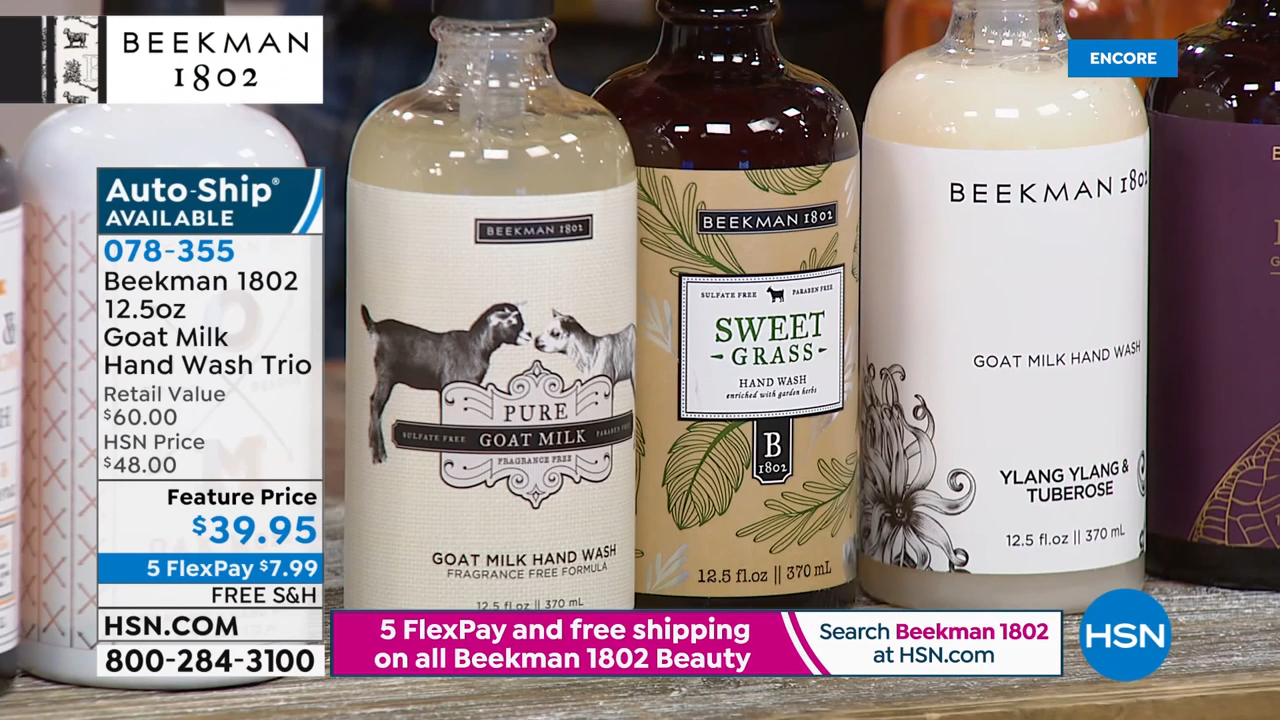 BEEKMAN
1802
ENCORE
Auto-Ship®
AVAILABLE
078-355
Beekman 1802
12.5oz
Goat Milk
Hand Wash Trio
Retail Value
$60.00
HSN Price
$48.00
Feature Price
$39.95
5 FlexPay $7.99
FREE S&H
HSN.COM
800-284-3100
BEEKMAN 1802
PURE
SULFATE FREE GOAT MILK PARABEN FREE
FRAGRANCE FREE
GOAT MILK HAND WASH
FRAGRANCE FREE FORMULA
12.5 fl.oz || 370 mL
BEEKMAN 1802
SULFATE FREE PARABEN FREE
SWEET
GRASS
HAND WASH
enriched with garden herbs
B
1802
12.5 fl.oz || 370 mL
BEEKMAN 1802
GOAT MILK HAND WASH
YLANG YLANG &
TUBEROSE
12.5 fl.oz || 370 mL
5 FlexPay and free shipping
on all Beekman 1802 Beauty
Search Beekman 1802
at HSN.com
HSN